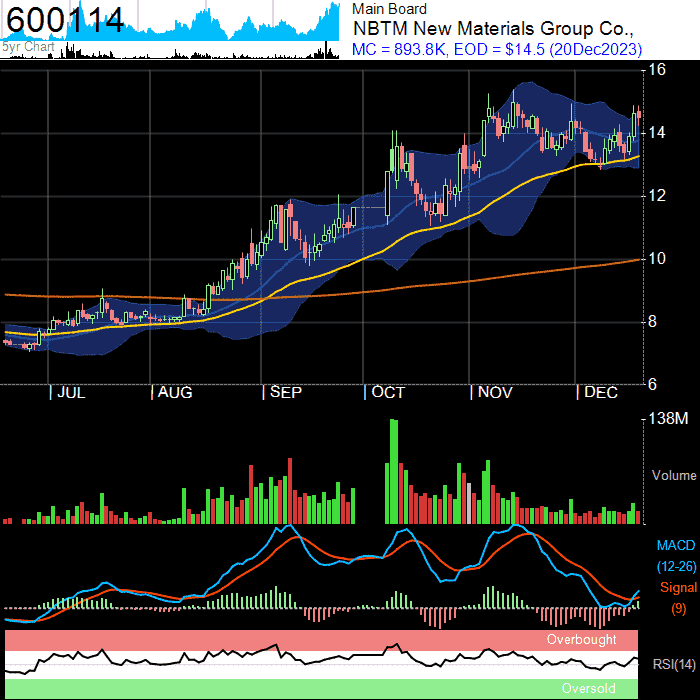 600114
Main Board
NBTM New Materials Group Co.,
5yr Chart
MC = 893.8K, EOD = $14.5 (20Dec2023)
16
14
12
10
8
6
| JUL | AUG | SEP | OCT | NOV | DEC
138M
Volume
MACD
(12-26)
Signal
(9)
Overbought
RSI(14)
Oversold